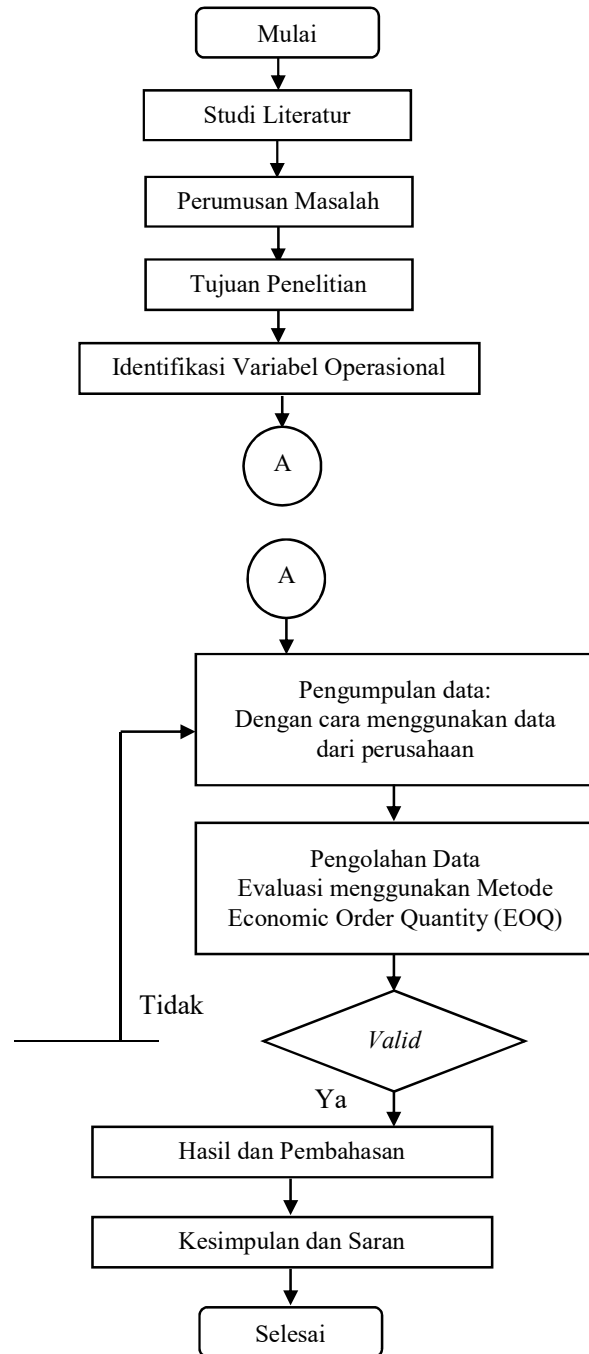 Mulai
Studi Literatur
Perumusan Masalah
Tujuan Penelitian
Identifikasi Variabel Operasional
A
A
Pengumpulan data:
Dengan cara menggunakan data
dari perusahaan
Pengolahan Data
Evaluasi menggunakan Metode
Economic Order Quantity (EOQ)
Tidak
Valid
Ya
Hasil dan Pembahasan
Kesimpulan dan Saran
Selesai